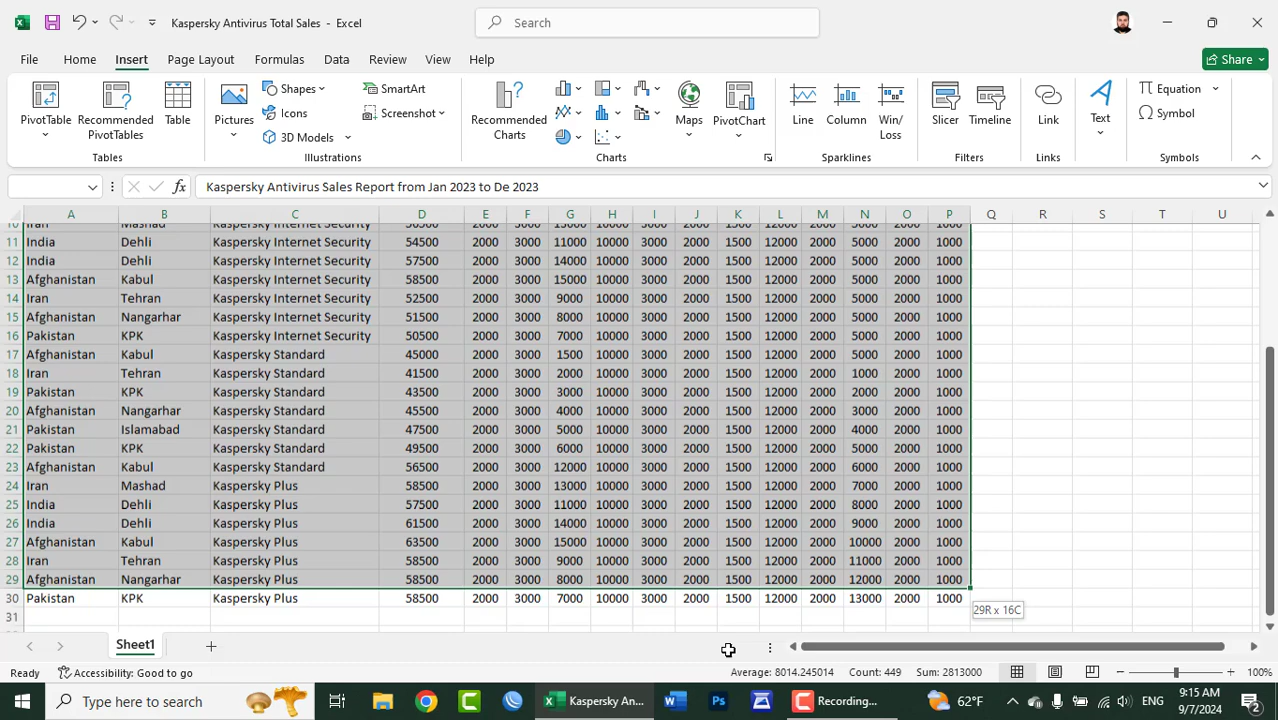 Kaspersky Antivirus Total Sales - Excel
Search
File Home Insert Page Layout Formulas Data Review View Help
Share
PivotTable
Recommended PivotTables
Table
Pictures
Shapes
Icons
3D Models
SmartArt
Screenshot
Recommended Charts
Maps
PivotChart
Line
Column
Win/ Loss
Slicer
Timeline
Link
Text
Equation
Symbol
Tables
Illustrations
Charts
Sparklines
Filters
Links
Symbols
fx Kaspersky Antivirus Sales Report from Jan 2023 to De 2023
A B C D E F G H I J K L M N O P Q R S T U
11 India Dehli Kaspersky Internet Security 54500 2000 3000 11000 10000 3000 2000 1500 12000 2000 5000 2000 1000
12 India Dehli Kaspersky Internet Security 57500 2000 3000 14000 10000 3000 2000 1500 12000 2000 5000 2000 1000
13 Afghanistan Kabul Kaspersky Internet Security 58500 2000 3000 15000 10000 3000 2000 1500 12000 2000 5000 2000 1000
14 Iran Tehran Kaspersky Internet Security 52500 2000 3000 9000 10000 3000 2000 1500 12000 2000 5000 2000 1000
15 Afghanistan Nangarhar Kaspersky Internet Security 51500 2000 3000 8000 10000 3000 2000 1500 12000 2000 5000 2000 1000
16 Pakistan KPK Kaspersky Internet Security 50500 2000 3000 7000 10000 3000 2000 1500 12000 2000 5000 2000 1000
17 Afghanistan Kabul Kaspersky Standard 45000 2000 3000 1500 10000 3000 2000 1500 12000 2000 5000 2000 1000
18 Iran Tehran Kaspersky Standard 41500 2000 3000 2000 10000 3000 2000 1500 12000 2000 1000 2000 1000
19 Pakistan KPK Kaspersky Standard 43500 2000 3000 3000 10000 3000 2000 1500 12000 2000 2000 2000 1000
20 Afghanistan Nangarhar Kaspersky Standard 45500 2000 3000 4000 10000 3000 2000 1500 12000 2000 3000 2000 1000
21 Pakistan Islamabad Kaspersky Standard 47500 2000 3000 5000 10000 3000 2000 1500 12000 2000 4000 2000 1000
22 Pakistan KPK Kaspersky Standard 49500 2000 3000 6000 10000 3000 2000 1500 12000 2000 5000 2000 1000
23 Afghanistan Kabul Kaspersky Standard 56500 2000 3000 12000 10000 3000 2000 1500 12000 2000 6000 2000 1000
24 Iran Mashad Kaspersky Plus 58500 2000 3000 13000 10000 3000 2000 1500 12000 2000 7000 2000 1000
25 India Dehli Kaspersky Plus 57500 2000 3000 11000 10000 3000 2000 1500 12000 2000 8000 2000 1000
26 India Dehli Kaspersky Plus 61500 2000 3000 14000 10000 3000 2000 1500 12000 2000 9000 2000 1000
27 Afghanistan Kabul Kaspersky Plus 63500 2000 3000 15000 10000 3000 2000 1500 12000 2000 10000 2000 1000
28 Iran Tehran Kaspersky Plus 58500 2000 3000 9000 10000 3000 2000 1500 12000 2000 11000 2000 1000
29 Afghanistan Nangarhar Kaspersky Plus 58500 2000 3000 8000 10000 3000 2000 1500 12000 2000 12000 2000 1000
30 Pakistan KPK Kaspersky Plus 58500 2000 3000 7000 10000 3000 2000 1500 12000 2000 13000 2000 1000
29R x 16C
31
Sheet1
Ready Accessibility: Good to go Average: 8014.245014 Count: 449 Sum: 2813000 100%
Type here to search
Kaspersky An...
Recording...
62°F
ENG
9:15 AM
9/7/2024
2